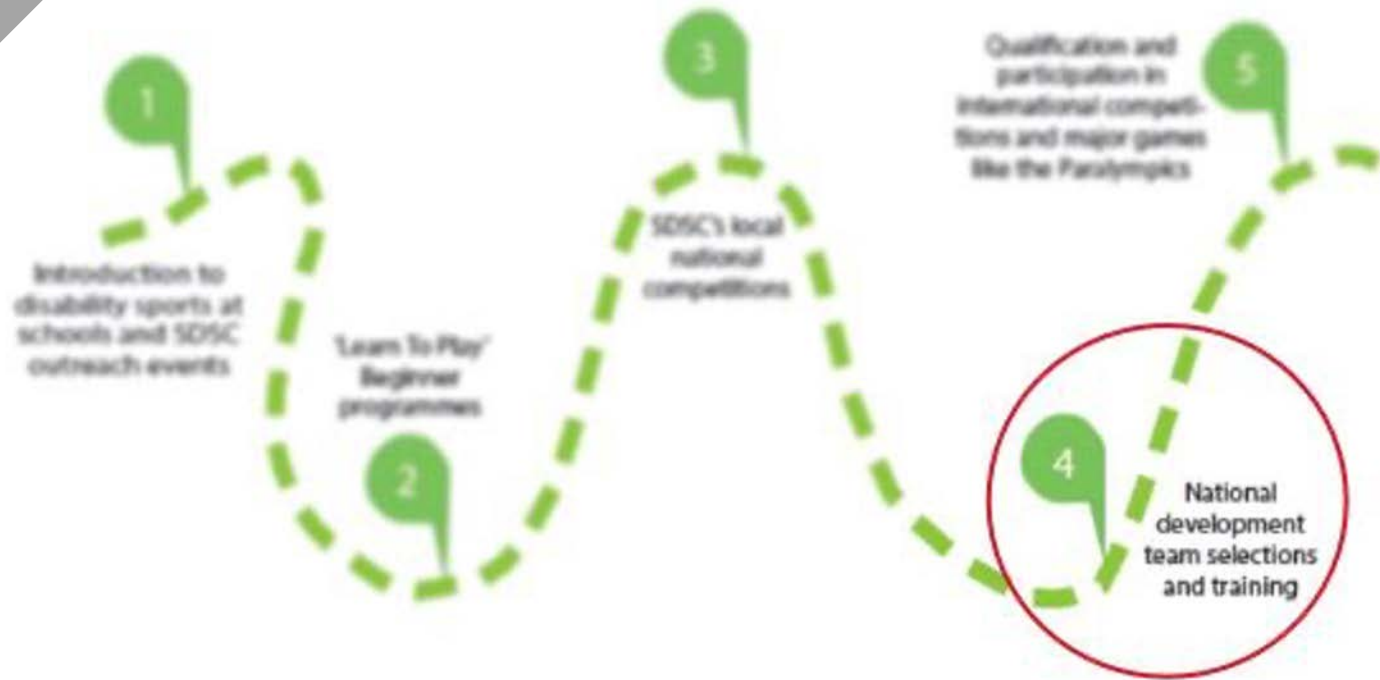 1
Introduction to
disability sports at
schools and SDSC
outreach events
'Learn To Play'
Beginner
programmes
2
3
SDSC's local
national
competitions
4
National
development
team selections
and training
Qualification and
participation in
international competi-
tions and major games
like the Paralympics
5